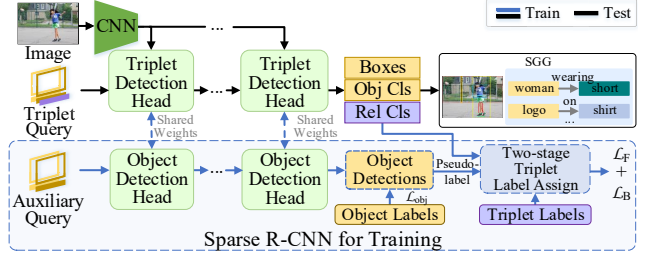 Train
Test
CNN
Image
...
Triplet
Detection
Head
...
Triplet
Detection
Head
Boxes
Obj Cls
Rel Cls
SGG
wearing
woman
short
on
logo
shirt
...
Triplet
Query
Shared
Weights
Shared
Weights
Auxiliary
Query
Object
Detection
Head
...
Object
Detection
Head
Object
Detections
Pseudo-
label
Two-stage
Triplet
Label Assign
ℒF
+
ℒB
ℒobj
Object Labels
Triplet Labels
Sparse R-CNN for Training